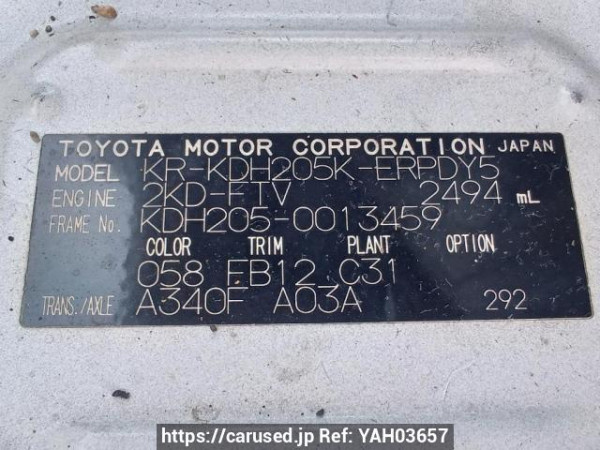 TOYOTA MOTOR CORPORATION JAPAN
MODEL KR-KDH205K-ERPDY5
ENGINE 2KD-FTV 2494 mL
FRAME No. KDH205-0013459
COLOR TRIM PLANT OPTION
058 FB12 C31
TRANS./AXLE A340F A03A 292
https://carused.jp Ref: YAH03657